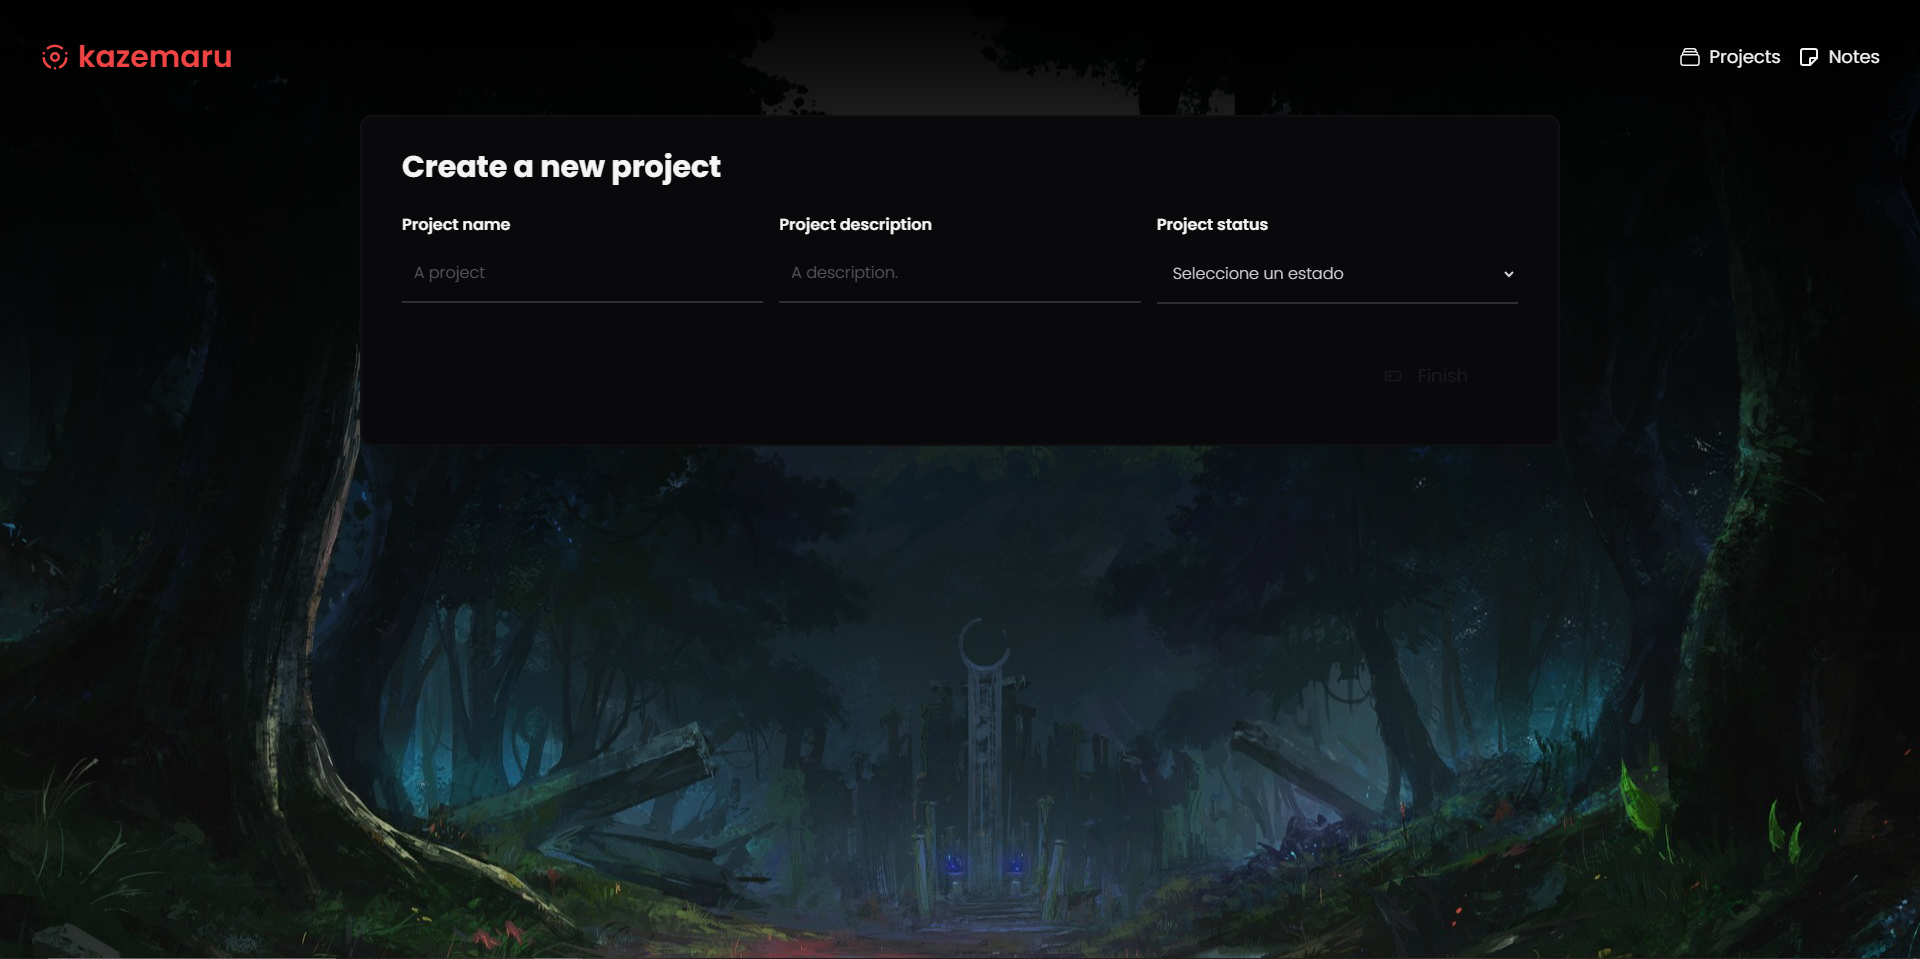 kazemaru
Projects
Notes
Create a new project
Project name
Project description
Project status
A project
A description.
Seleccione un estado
Finish